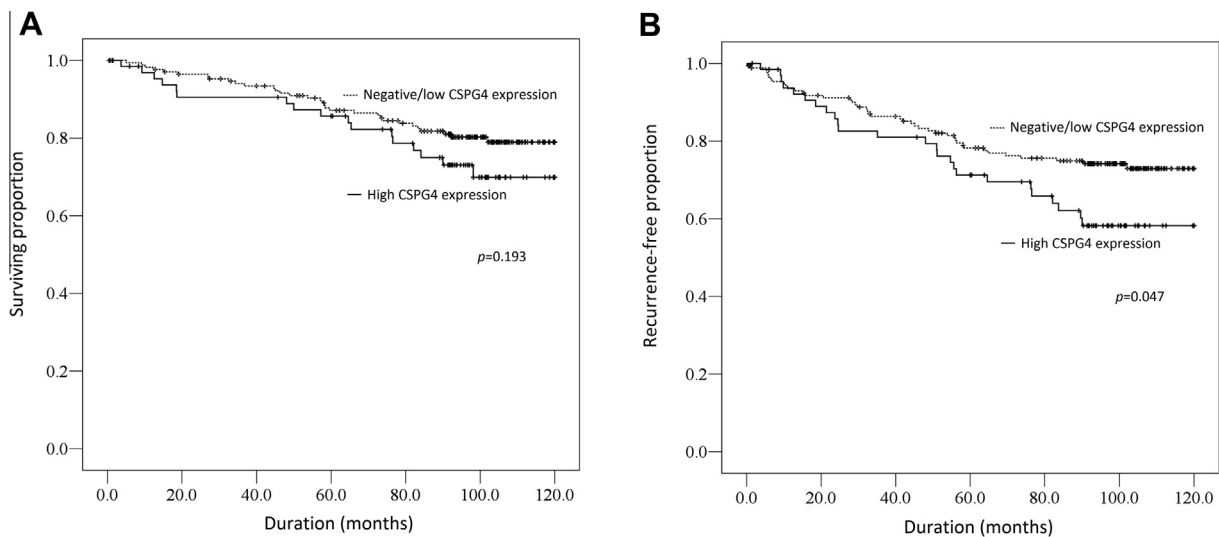 A
1.0
0.8
0.6
0.4
0.2
0.0
Surviving proportion
Negative/low CSPG4 expression
High CSPG4 expression
p=0.193
0.0 20.0 40.0 60.0 80.0 100.0 120.0
Duration (months)
B
1.0
0.8
0.6
0.4
0.2
0.0
Recurrence-free proportion
Negative/low CSPG4 expression
High CSPG4 expression
p=0.047
0.0 20.0 40.0 60.0 80.0 100.0 120.0
Duration (months)